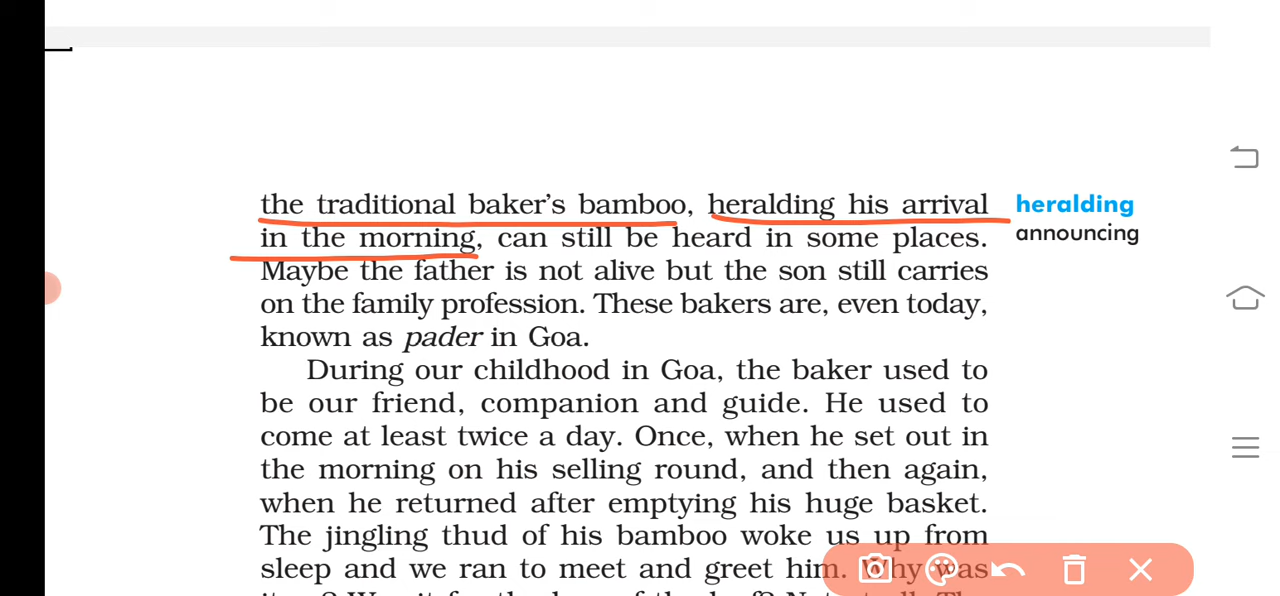 the traditional baker's bamboo, heralding his arrival
in the morning, can still be heard in some places.
Maybe the father is not alive but the son still carries
on the family profession. These bakers are, even today,
known as pader in Goa.
heralding
announcing
During our childhood in Goa, the baker used to
be our friend, companion and guide. He used to
come at least twice a day. Once, when he set out in
the morning on his selling round, and then again,
when he returned after emptying his huge basket.
The jingling thud of his bamboo woke us up from
sleep and we ran to meet and greet him. Why was